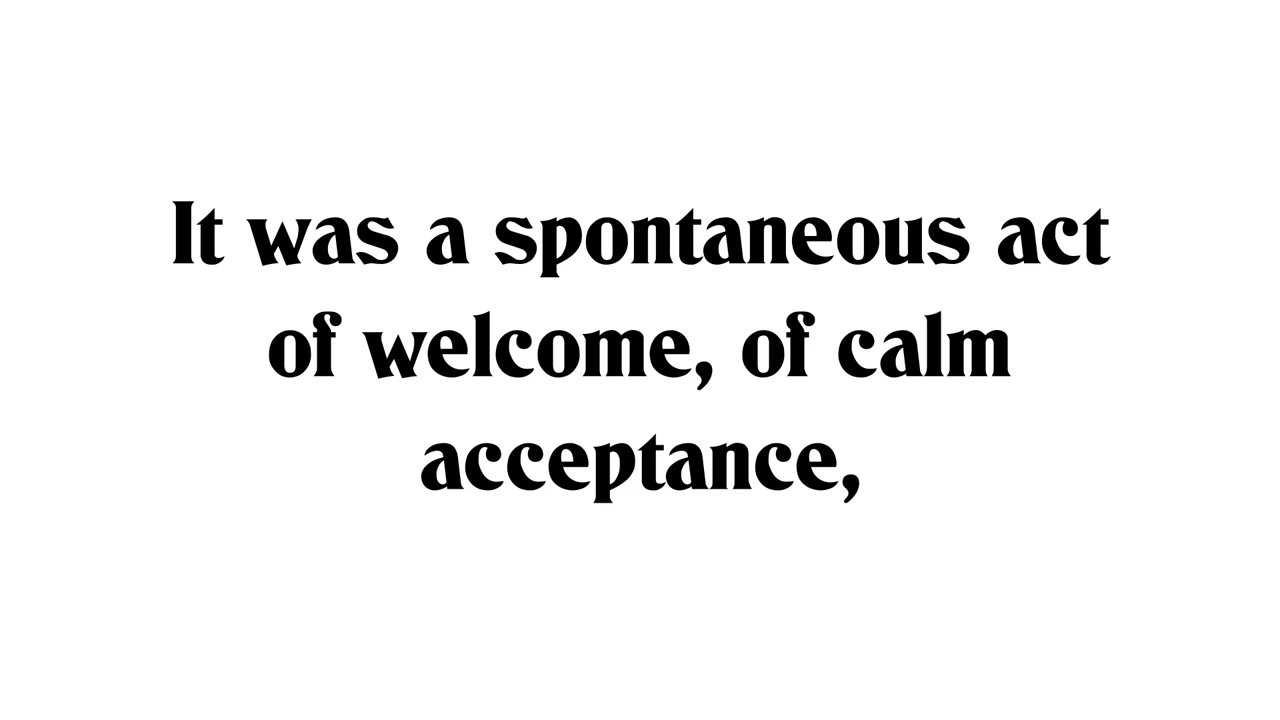 It was a spontaneous act
of welcome, of calm
acceptance,